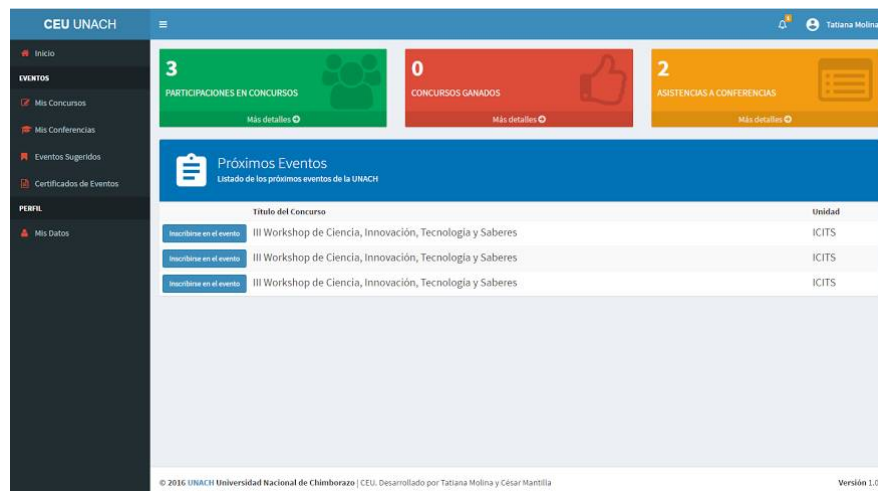 CEU UNACH
Tatiana Molina
Inicio
EVENTOS
Mis Concursos
Mis Conferencias
Eventos Sugeridos
Certificados de Eventos
PERFIL
Mis Datos
3
PARTICIPACIONES EN CONCURSOS
Más detalles
0
CONCURSOS GANADOS
Más detalles
2
ASISTENCIAS A CONFERENCIAS
Más detalles
Próximos Eventos
Listado de los próximos eventos de la UNACH
Título del Concurso Unidad
Inscribirse en el evento III Workshop de Ciencia, Innovación, Tecnología y Saberes ICITS
Inscribirse en el evento III Workshop de Ciencia, Innovación, Tecnología y Saberes ICITS
Inscribirse en el evento III Workshop de Ciencia, Innovación, Tecnología y Saberes ICITS
© 2016 UNACH Universidad Nacional de Chimborazo | CEU. Desarrollado por Tatiana Molina y César Mantilla Versión 1.0